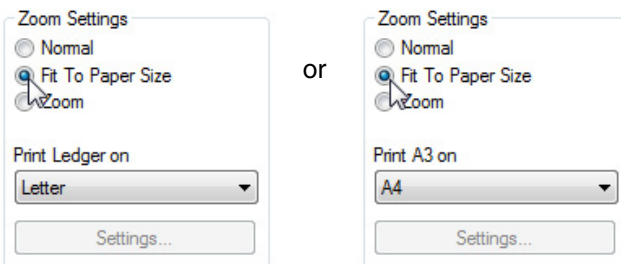 Zoom Settings
Normal
Fit To Paper Size
Zoom
Print Ledger on
Letter
Settings...
or
Zoom Settings
Normal
Fit To Paper Size
Zoom
Print A3 on
A4
Settings...